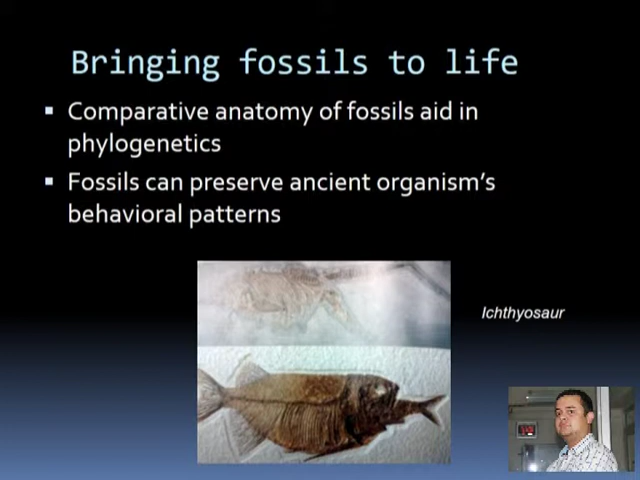 Bringing fossils to life
Comparative anatomy of fossils aid in
phylogenetics
Fossils can preserve ancient organism's
behavioral patterns
Ichthyosaur